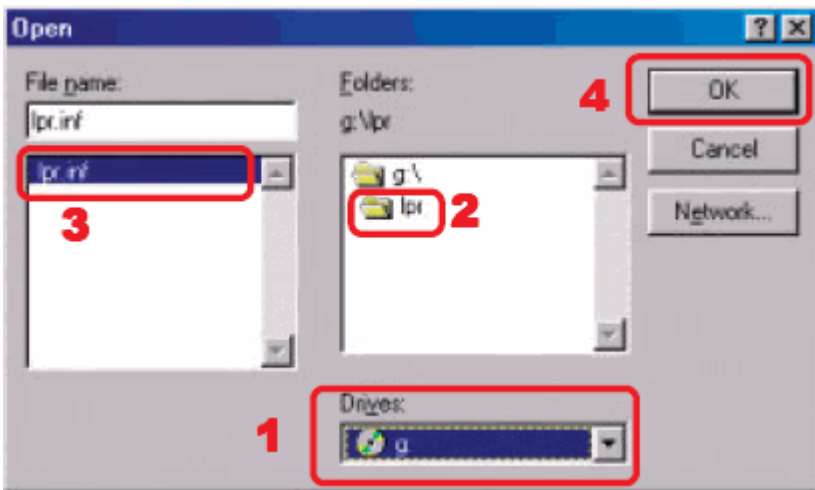 Open
File name:
lpr.inf
lpr.inf
3
Folders:
g:\lpr
g:\
lpr
2
Drives:
1
g:
4
OK
Cancel
Network...